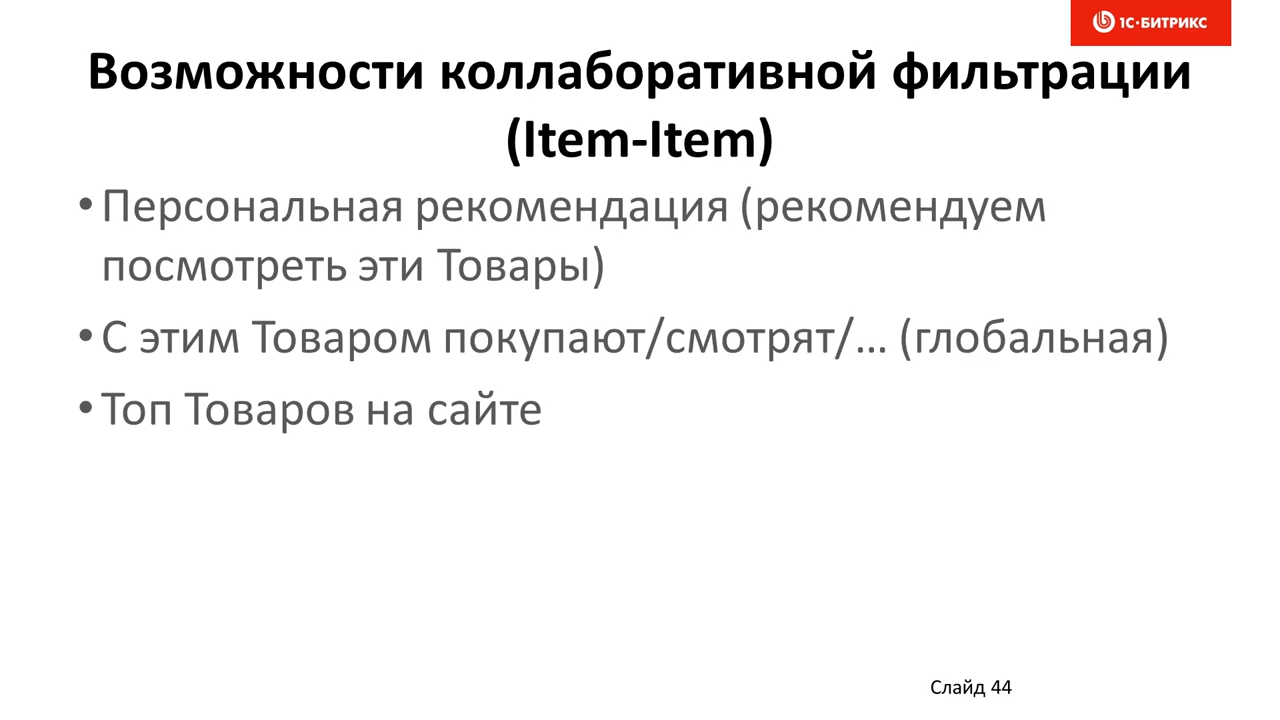 1С-БИТРИКС
Возможности коллаборативной фильтрации
(Item-Item)
• Персональная рекомендация (рекомендуем
посмотреть эти Товары)
• С этим Товаром покупают/смотрят/... (глобальная)
• Топ Товаров на сайте
Слайд 44